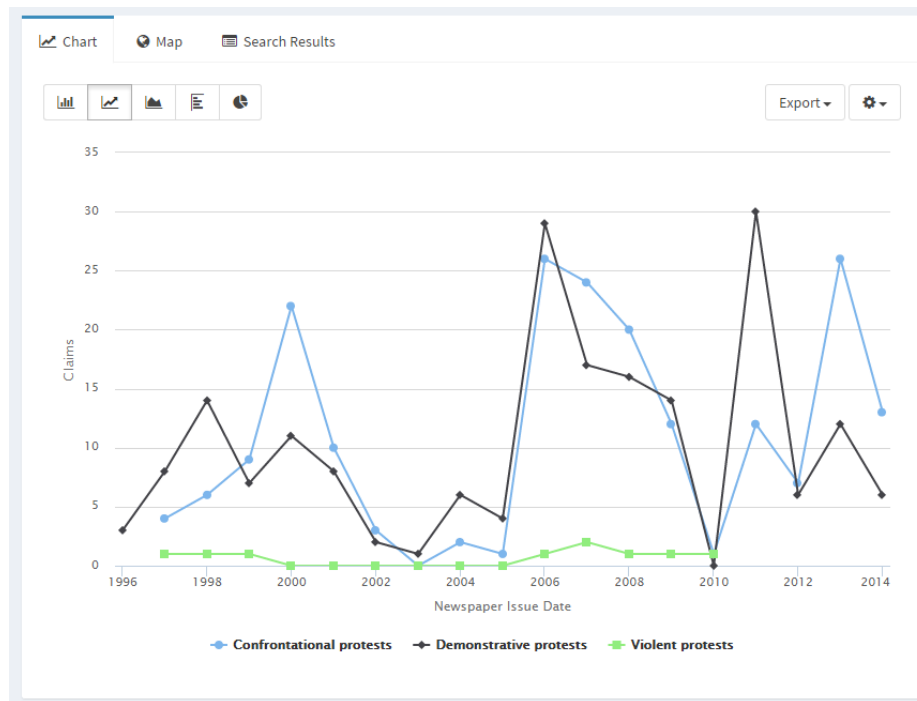 Chart Map Search Results
Export
35
30
25
20
15
10
5
0
Claims
1996 1998 2000 2002 2004 2006 2008 2010 2012 2014
Newspaper Issue Date
Confrontational protests Demonstrative protests Violent protests